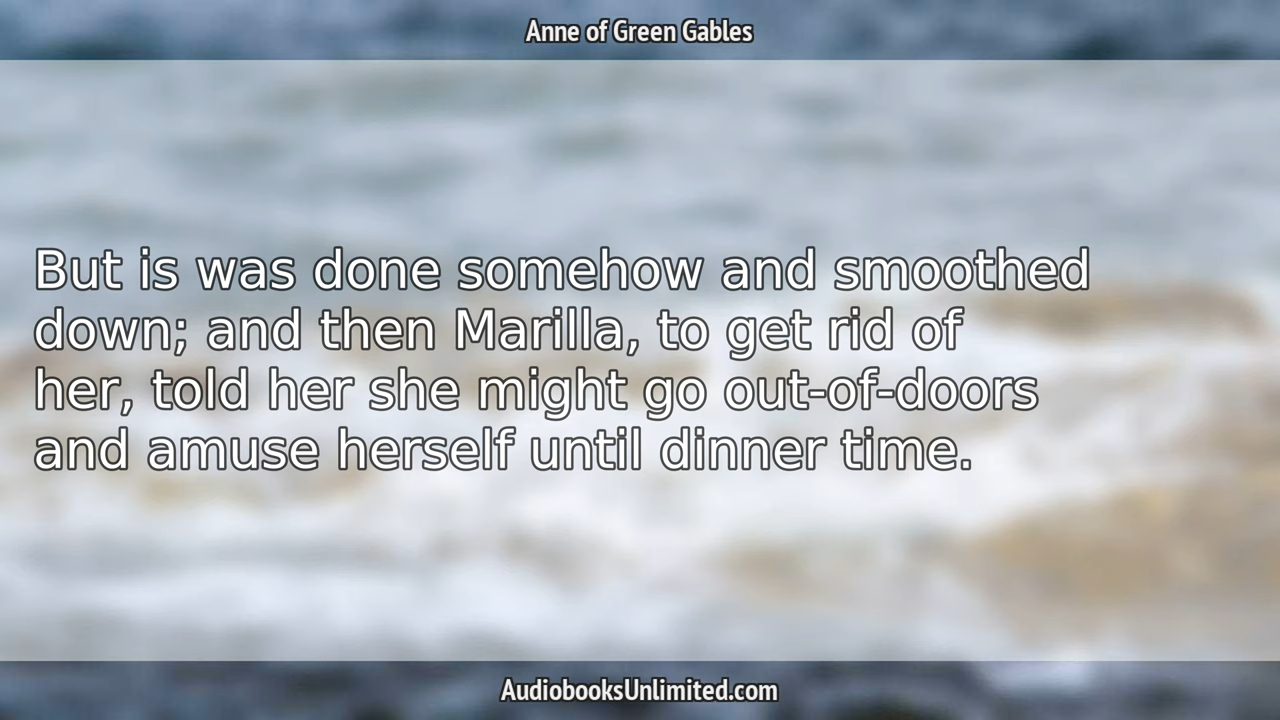 Anne of Green Gables
But is was done somehow and smoothed
down; and then Marilla, to get rid of
her, told her she might go out-of-doors
and amuse herself until dinner time.
AudiobooksUnlimited.com